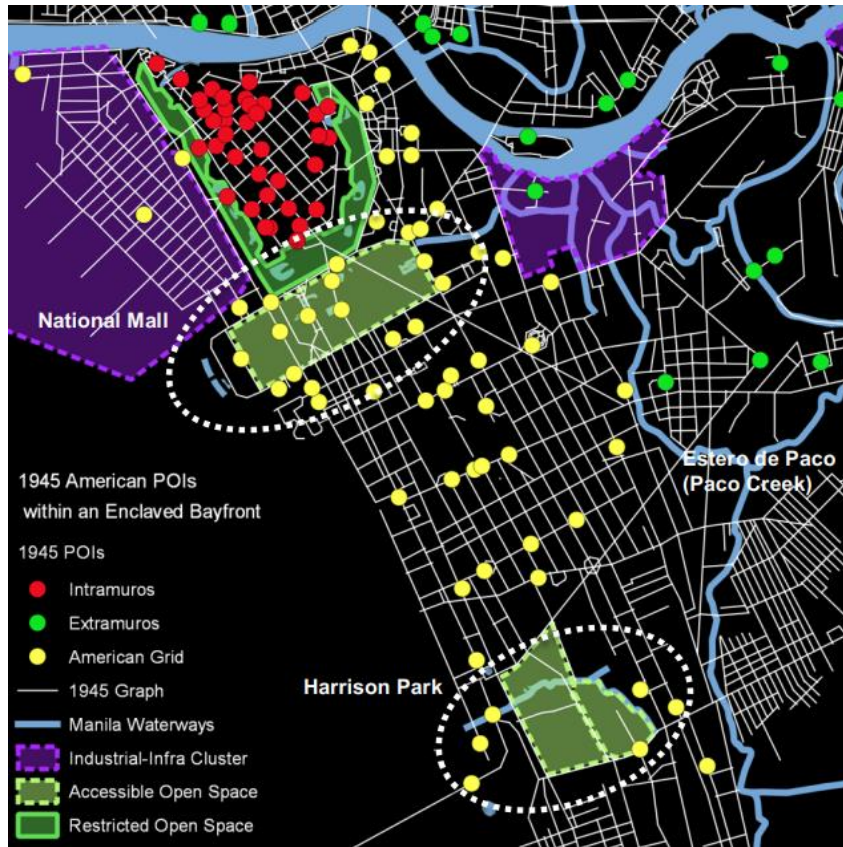 National Mall
Estero de Paco
(Paco Creek)
1945 American POIs
within an Enclaved Bayfront
1945 POIs
Intramuros
Extramuros
American Grid
1945 Graph
Harrison Park
Manila Waterways
Industrial-Infra Cluster
Accessible Open Space
Restricted Open Space